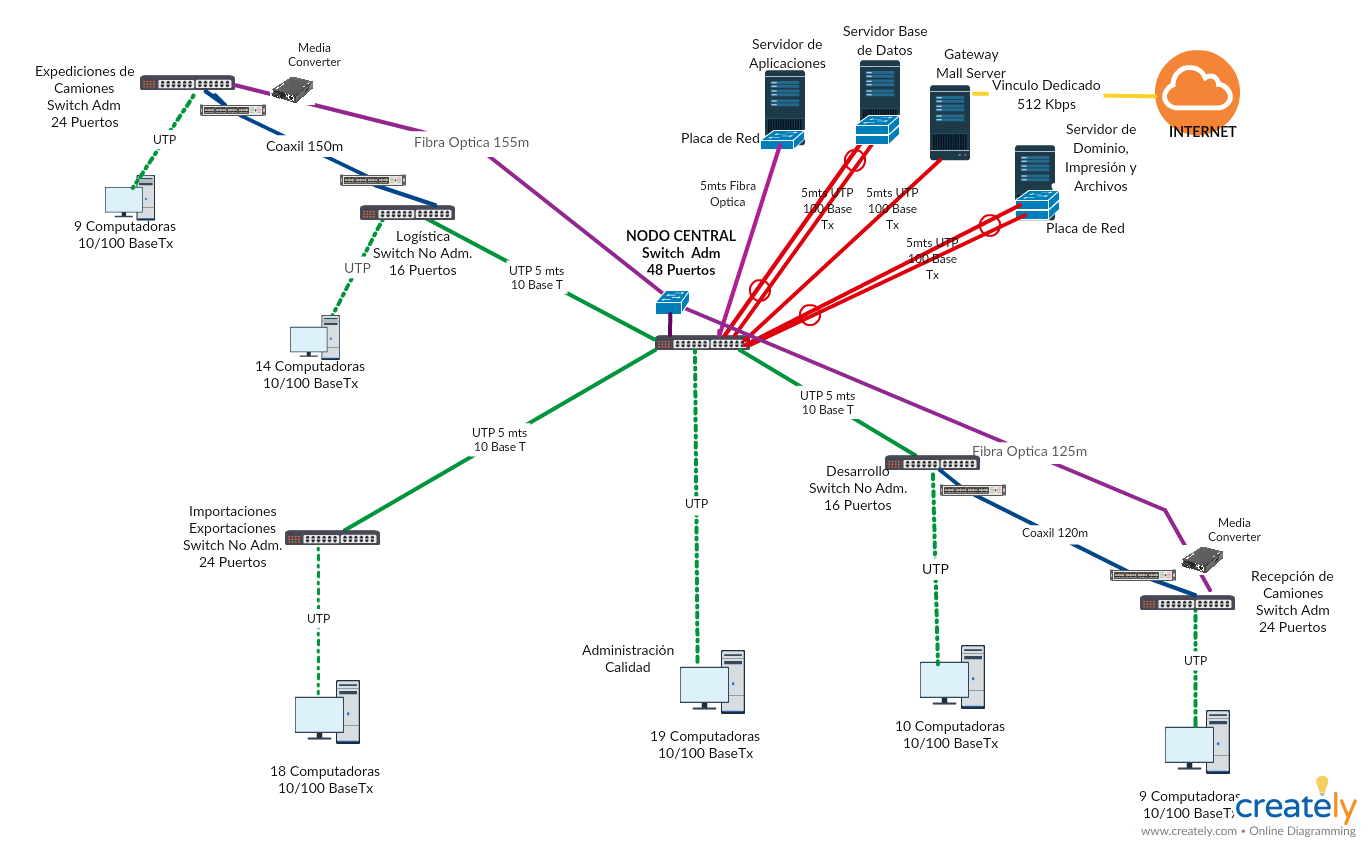 Expediciones de
Camiones
Switch Adm
24 Puertos
Media
Converter
UTP
Coaxil 150m
Fibra Optica 155m
9 Computadoras
10/100 BaseTx
Logística
Switch No Adm.
16 Puertos
UTP
UTP 5 mts
10 Base T
14 Computadoras
10/100 BaseTx
NODO CENTRAL
Switch Adm
48 Puertos
Servidor de
Aplicaciones
Placa de Red
5mts Fibra
Optica
Servidor Base
de Datos
Gateway
Mall Server
Vinculo Dedicado
512 Kbps
INTERNET
Servidor de
Dominio,
Impresión y
Archivos
Placa de Red
5mts UTP
100 Base
Tx
5mts UTP
100 Base
Tx
5mts UTP
100 Base
Tx
UTP 5 mts
10 Base T
UTP 5 mts
10 Base T
Fibra Optica 125m
Importaciones
Exportaciones
Switch No Adm.
24 Puertos
UTP
18 Computadoras
10/100 BaseTx
UTP
Administración
Calidad
19 Computadoras
10/100 BaseTx
Desarrollo
Switch No Adm.
16 Puertos
UTP
10 Computadoras
10/100 BaseTx
Coaxil 120m
Media
Converter
Recepción de
Camiones
Switch Adm
24 Puertos
UTP
9 Computadoras
10/100 BaseTx
creately
www.creately.com • Online Diagramming